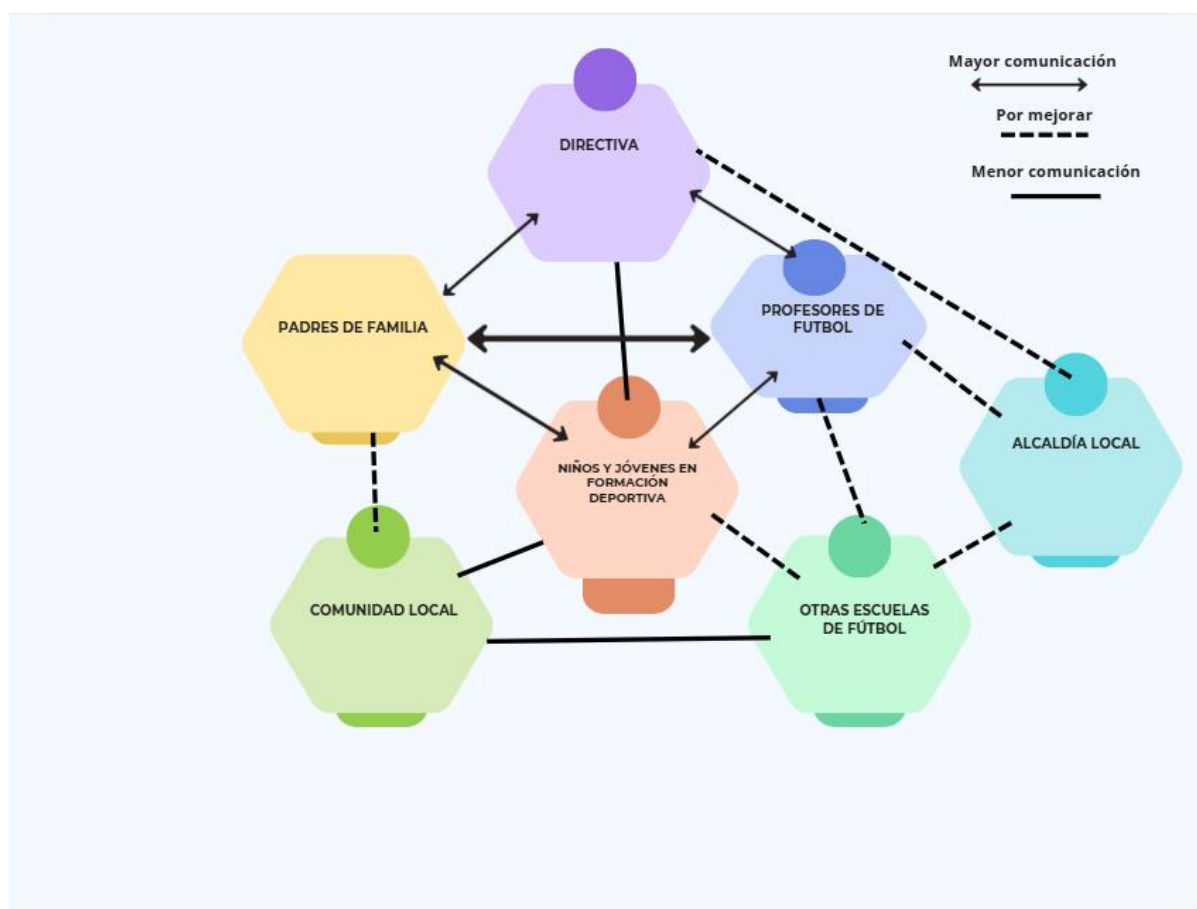 Mayor comunicación
Por mejorar
Menor comunicación
DIRECTIVA
PADRES DE FAMILIA
PROFESORES DE
FUTBOL
ALCALDÍA LOCAL
NIÑOS Y JÓVENES EN
FORMACIÓN
DEPORTIVA
COMUNIDAD LOCAL
OTRAS ESCUELAS
DE FÚTBOL